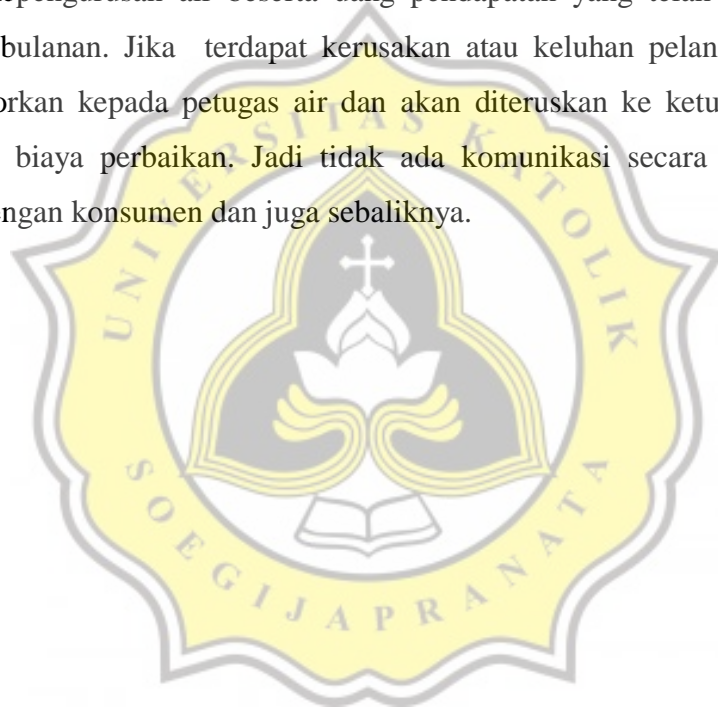 kepengurusan air beserta uang pendapatan yang telah
bulanan. Jika terdapat kerusakan atau keluhan pelan
orkan kepada petugas air dan akan diteruskan ke ketu
biaya perbaikan. Jadi tidak ada komunikasi secara
engan konsumen dan juga sebaliknya.
UNIVERSITAS KATOLIK
SOEGIJAPRANATA